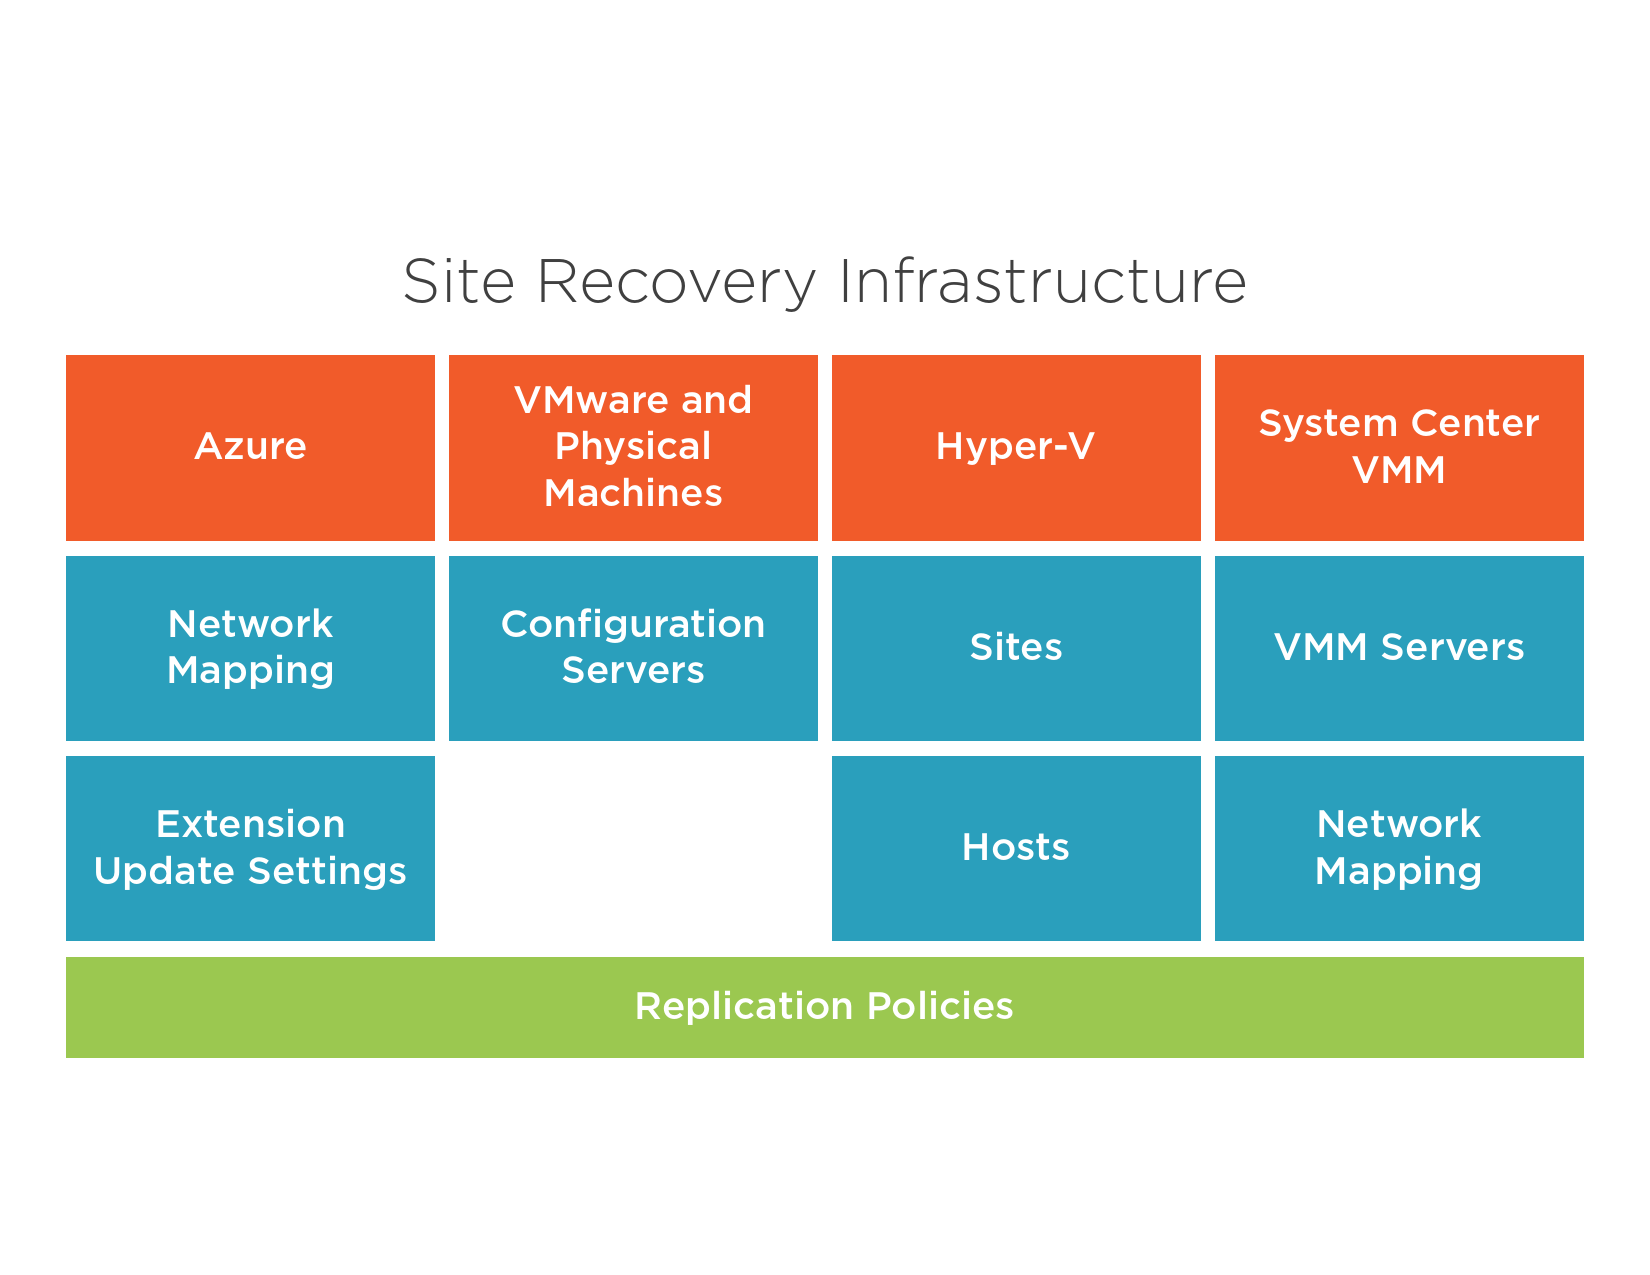 Site Recovery Infrastructure
Azure
VMware and
Physical
Machines
Hyper-V
System Center
VMM
Network
Mapping
Configuration
Servers
Sites
VMM Servers
Extension
Update Settings
Hosts
Network
Mapping
Replication Policies